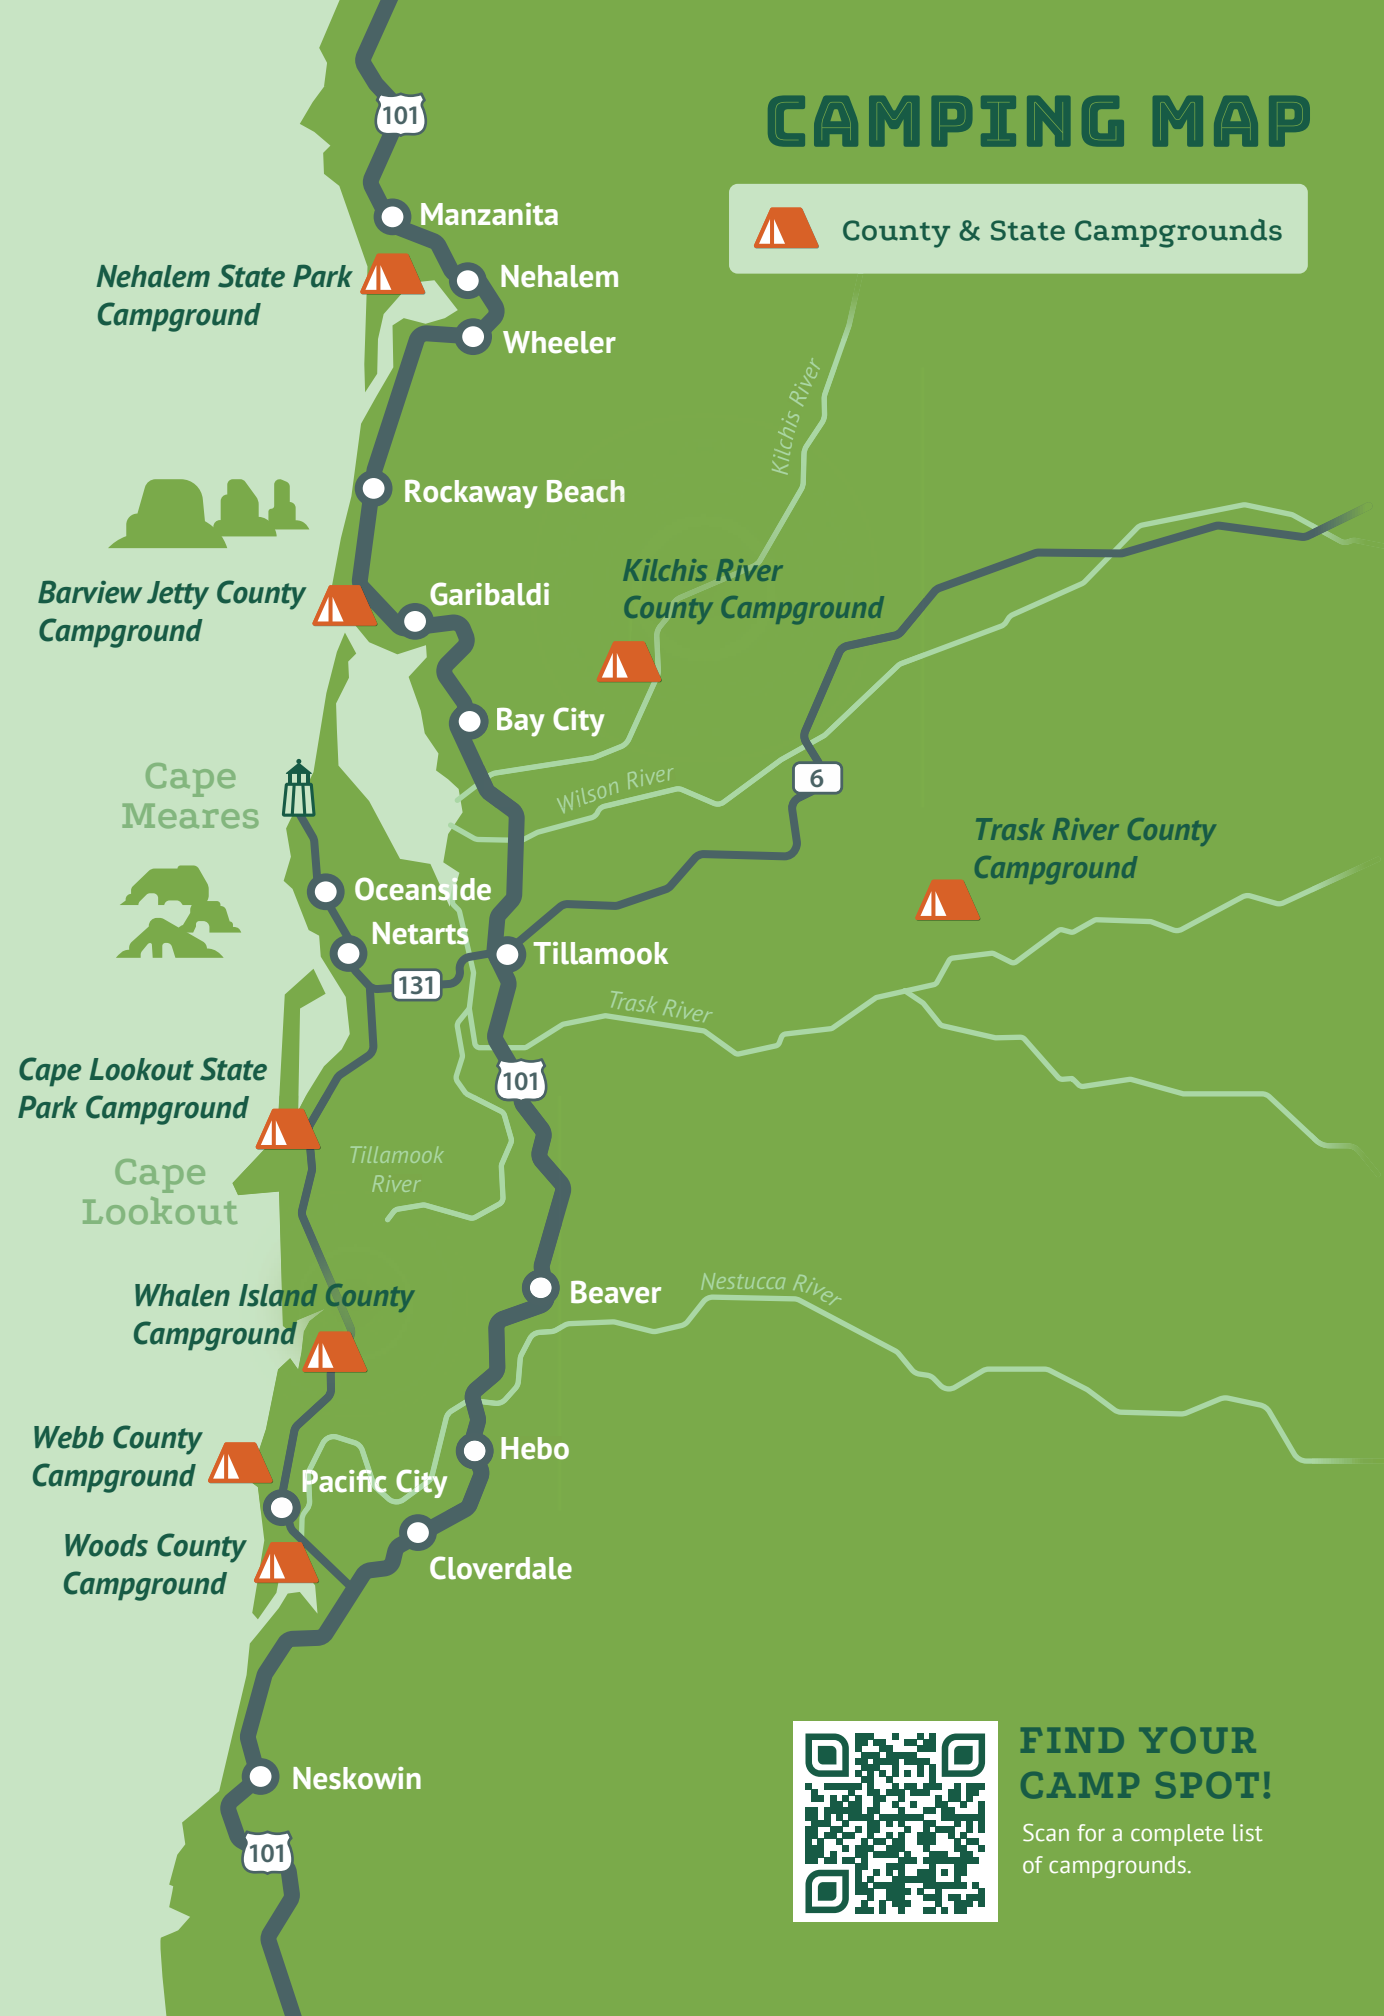 101
CAMPING MAP
County & State Campgrounds
Manzanita
Nehalem State Park
Campground
Nehalem
Wheeler
Kilchis River
Rockaway Beach
Barview Jetty County
Campground
Garibaldi
Kilchis River
County Campground
Bay City
Cape
Meares
Wilson River
6
Trask River County
Campground
Oceanside
Netarts
Tillamook
131
Trask River
Cape Lookout State
Park Campground
101
Cape
Lookout
Tillamook
River
Whalen Island County
Campground
Beaver
Nestucca River
Webb County
Campground
Hebo
Pacific City
Woods County
Campground
Cloverdale
Neskowin
101
FIND YOUR
CAMP SPOT!
Scan for a complete list
of campgrounds.